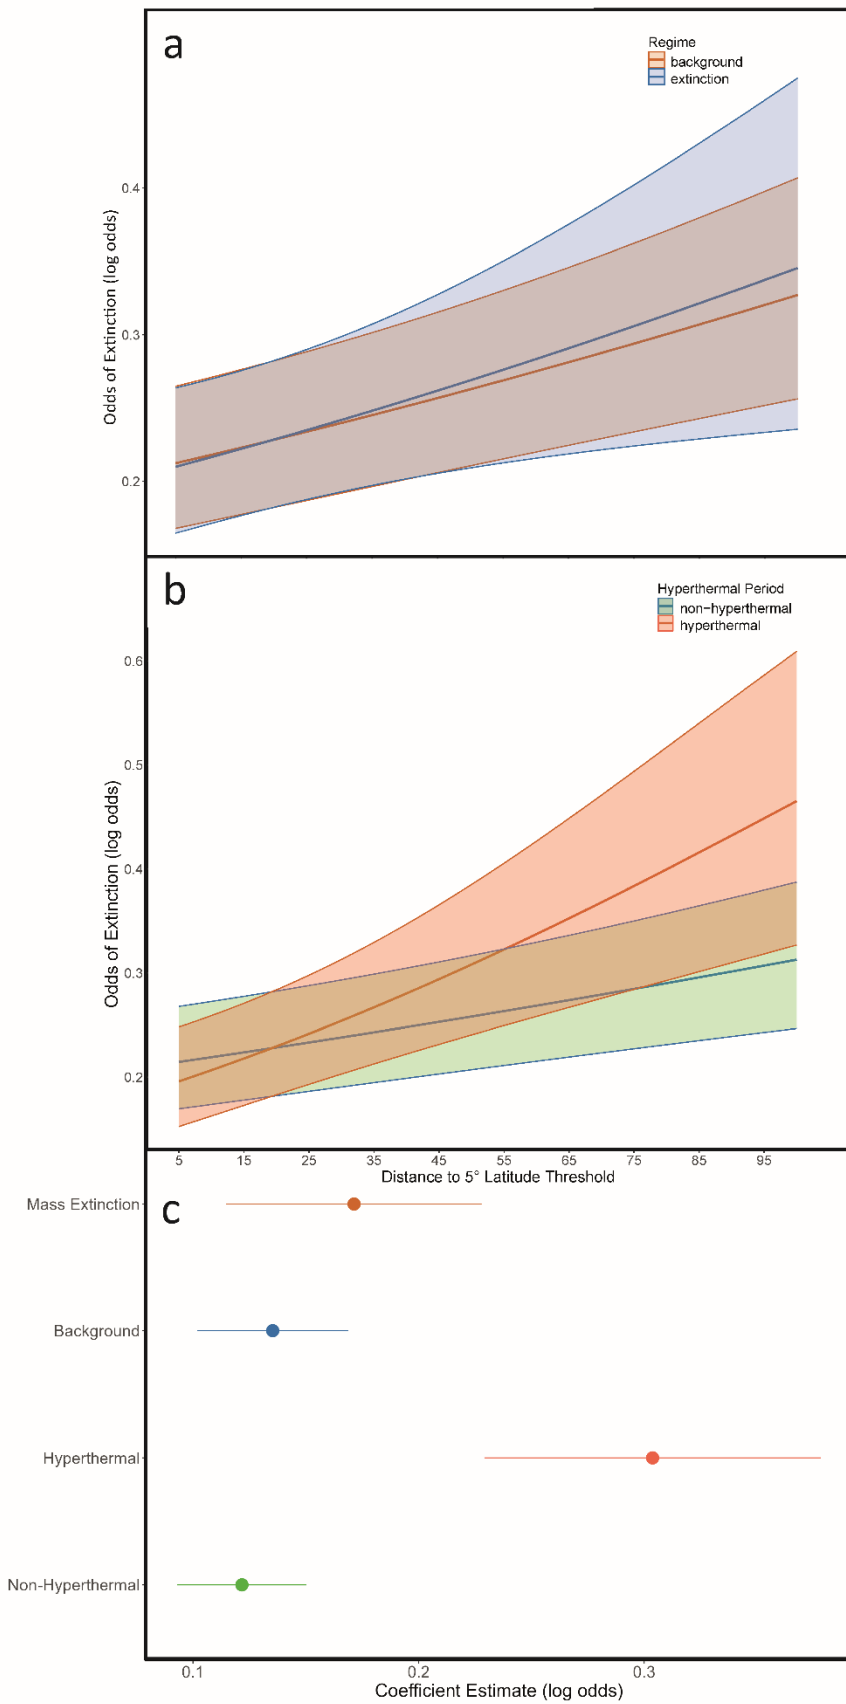 a
Regime
background
extinction
0.4
0.3
0.2
Odds of Extinction (log odds)
b
Hyperthermal Period
non-hyperthermal
hyperthermal
0.6
0.5
0.4
0.3
0.2
Odds of Extinction (log odds)
5 15 25 35 45 55 65 75 85 95
Distance to 5° Latitude Threshold
c
Mass Extinction
Background
Hyperthermal
Non-Hyperthermal
0.1 0.2 0.3
Coefficient Estimate (log odds)